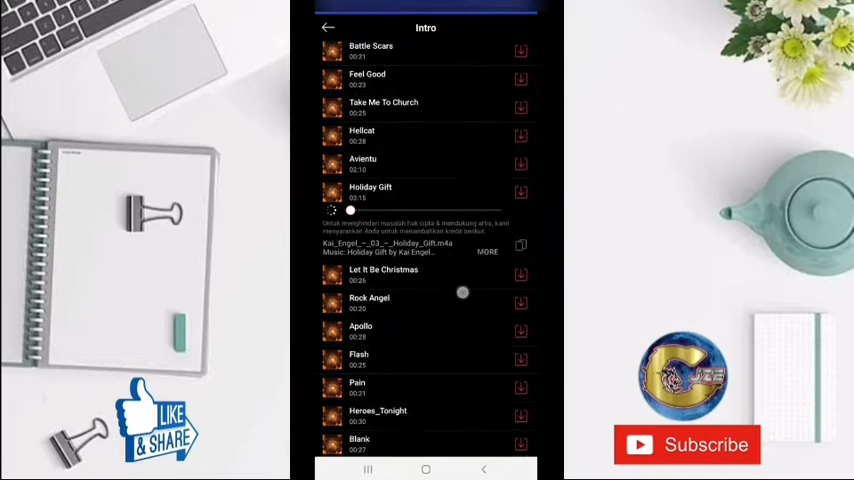 Intro
Battle Scars
00:21
Feel Good
00:23
Take Me To Church
00:25
Hellcat
00:28
Avientu
02:10
Holiday Gift
03:15
Untuk menghindari masalah hak cipta & mendukung artis, kami
menyarankan Anda untuk menambahkan kredit berikut.
Kai_Engel_-_03_-_Holiday_Gift.m4a
Music: Holiday Gift by Kai Engel..
MORE
Let It Be Christmas
00:26
Rock Angel
00:20
Apollo
00:28
Flash
00:25
Pain
00:21
Heroes_Tonight
00:30
Blank
00:27
LIKE
& SHARE
C JZE
Subscribe